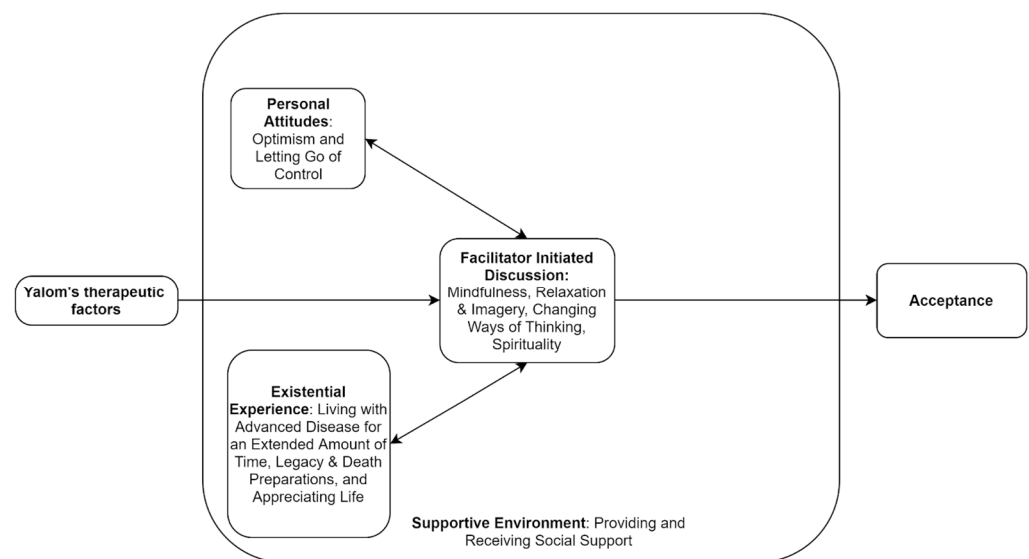 Personal
Attitudes:
Optimism and
Letting Go of
Control
Yalom's therapeutic
factors
Facilitator Initiated
Discussion:
Mindfulness, Relaxation
& Imagery, Changing
Ways of Thinking,
Spirituality
Acceptance
Existential
Experience: Living with
Advanced Disease for
an Extended Amount of
Time, Legacy & Death
Preparations, and
Appreciating Life
Supportive Environment: Providing and
Receiving Social Support